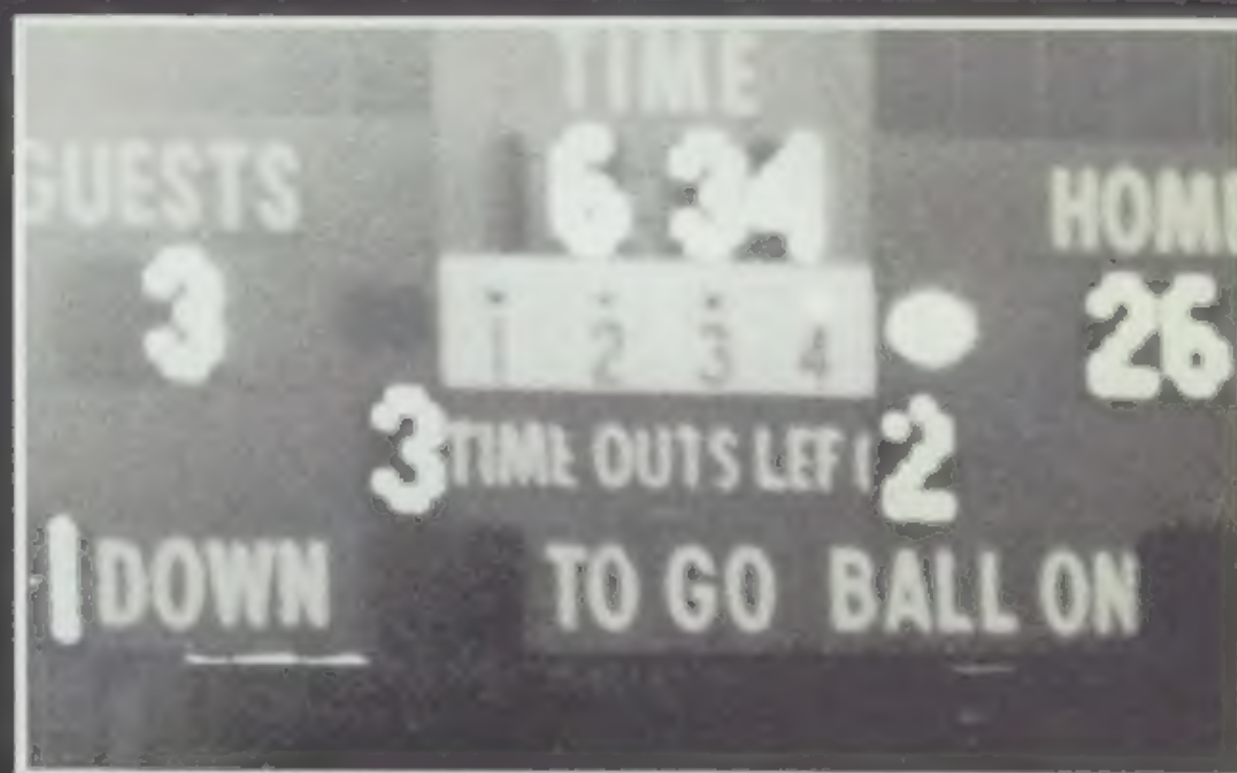 TIME
GUESTS 6 34 HOME
3 26
1 2 3 4
3 TIME OUTS LEFT 2
1 DOWN TO GO BALL ON